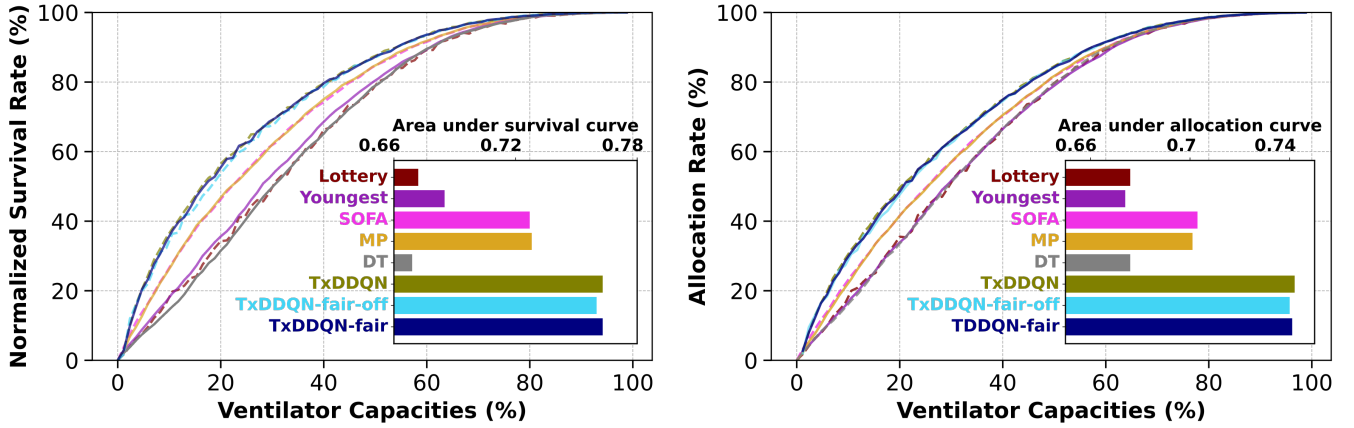 Normalized Survival Rate (%)
100
80
60
40
20
0
0 20 40 60 80 100
Ventilator Capacities (%)
Area under survival curve
0.66 0.72 0.78
Lottery
Youngest
SOFA
MP
DT
TxDDQN
TxDDQN-fair-off
TxDDQN-fair
Allocation Rate (%)
100
80
60
40
20
0
0 20 40 60 80 100
Ventilator Capacities (%)
Area under allocation curve
0.66 0.7 0.74
Lottery
Youngest
SOFA
MP
DT
TxDDQN
TxDDQN-fair-off
TDDQN-fair